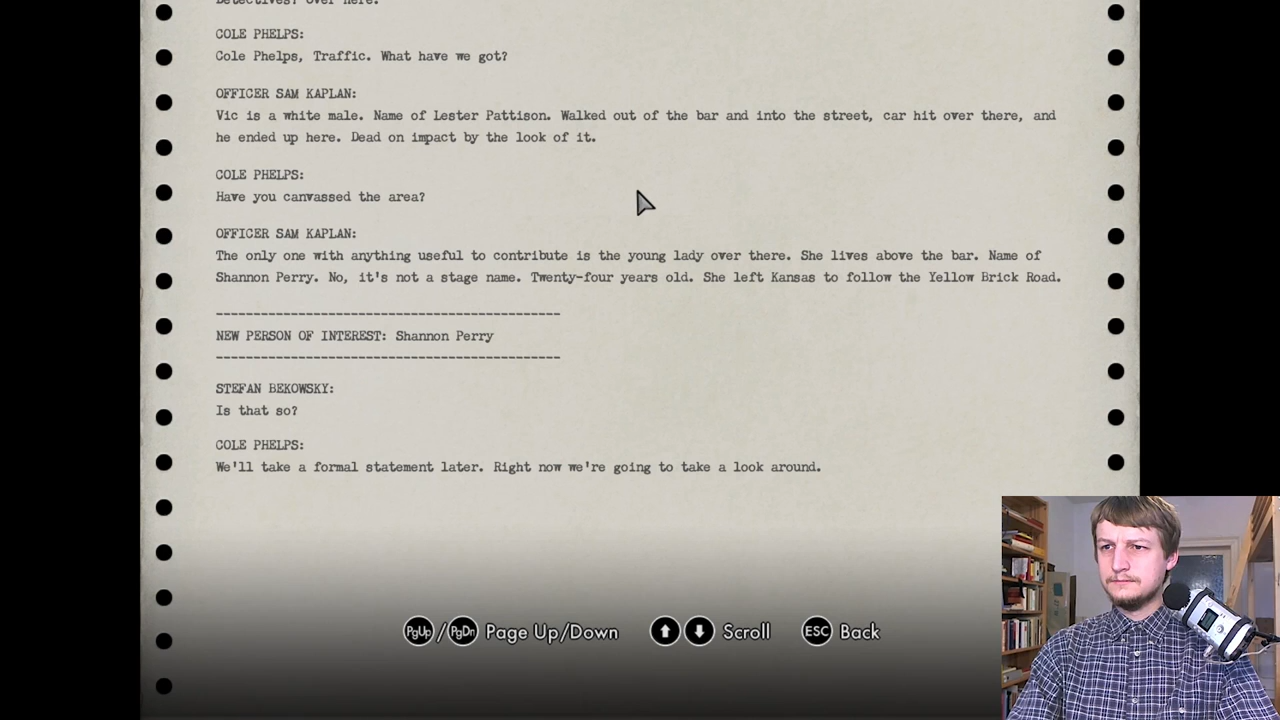 Detectives? Over here.
COLE PHELPS:
Cole Phelps, Traffic. What have we got?
OFFICER SAM KAPLAN:
Vic is a white male. Name of Lester Pattison. Walked out of the bar and into the street, car hit over there, and
he ended up here. Dead on impact by the look of it.
COLE PHELPS:
Have you canvassed the area?
OFFICER SAM KAPLAN:
The only one with anything useful to contribute is the young lady over there. She lives above the bar. Name of
Shannon Perry. No, it's not a stage name. Twenty-four years old. She left Kansas to follow the Yellow Brick Road.
----------------------------------------------
NEW PERSON OF INTEREST: Shannon Perry
----------------------------------------------
STEFAN BEKOWSKY:
Is that so?
COLE PHELPS:
We'll take a formal statement later. Right now we're going to take a look around.
PgUp / PgDn Page Up/Down Scroll ESC Back